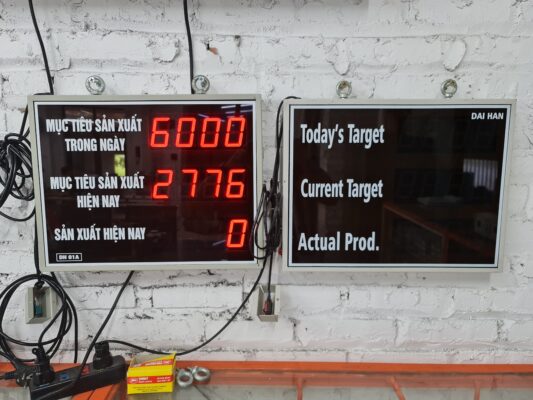 MỤC TIÊU SẢN XUẤT
TRONG NGÀY
6000
MỤC TIÊU SẢN XUẤT
HIỆN NAY
2776
SẢN XUẤT HIỆN NAY
0
DH 01A
DAI HAN
Today's Target
Current Target
Actual Prod.